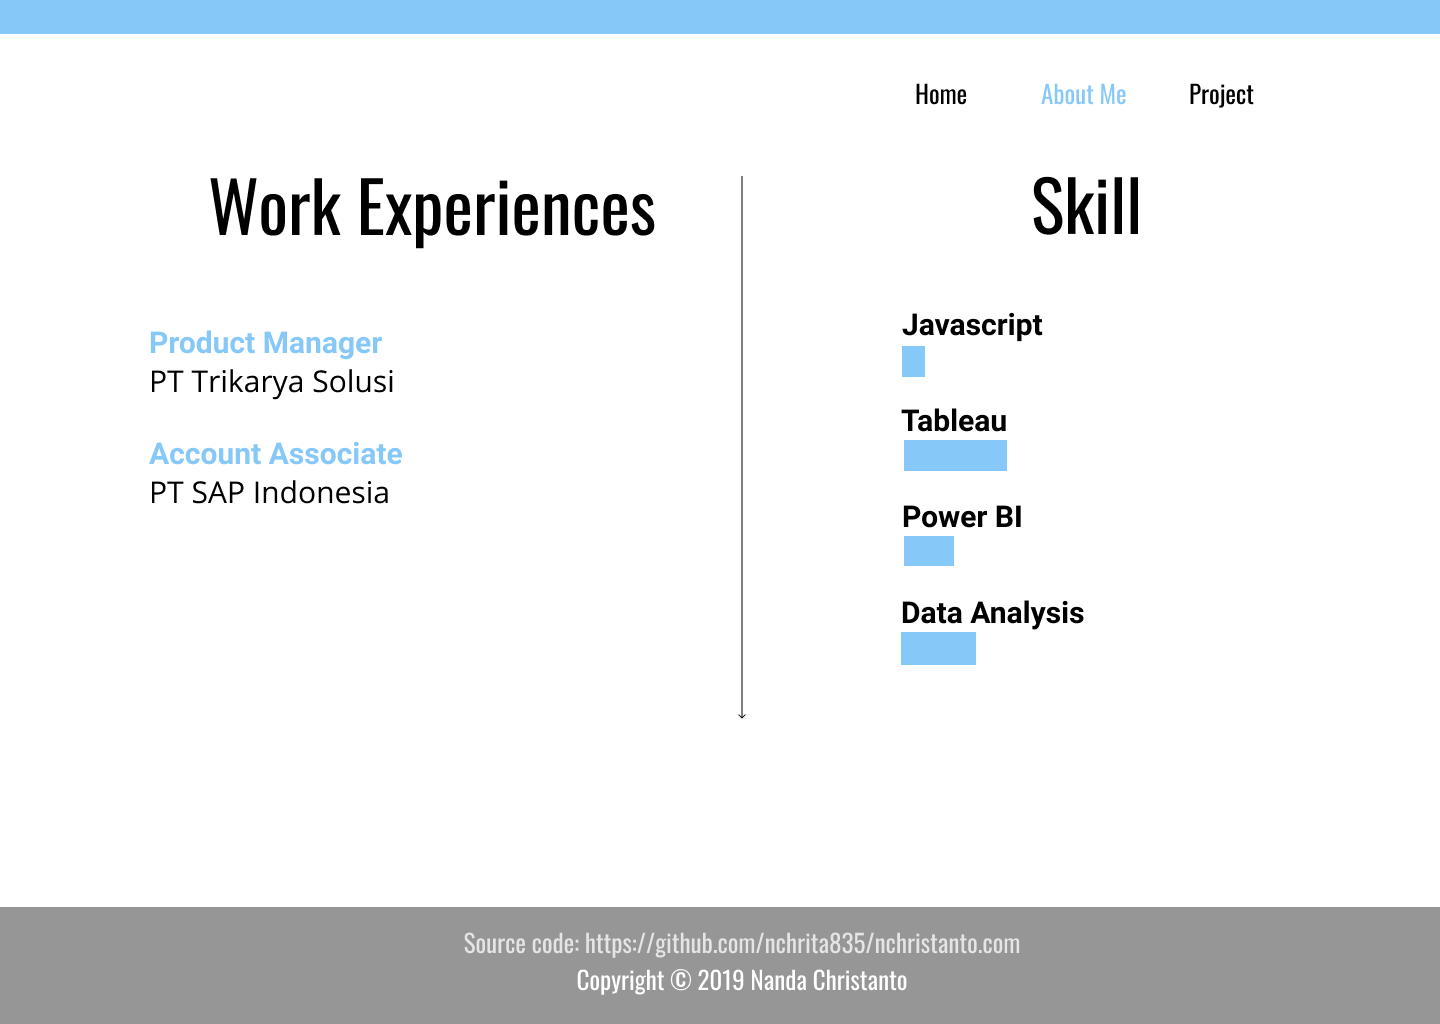 Home About Me Project
Work Experiences
Product Manager
PT Trikarya Solusi
Account Associate
PT SAP Indonesia
Skill
Javascript
Tableau
Power BI
Data Analysis
Source code: https://github.com/nchrita835/nchristanto.com
Copyright © 2019 Nanda Christanto